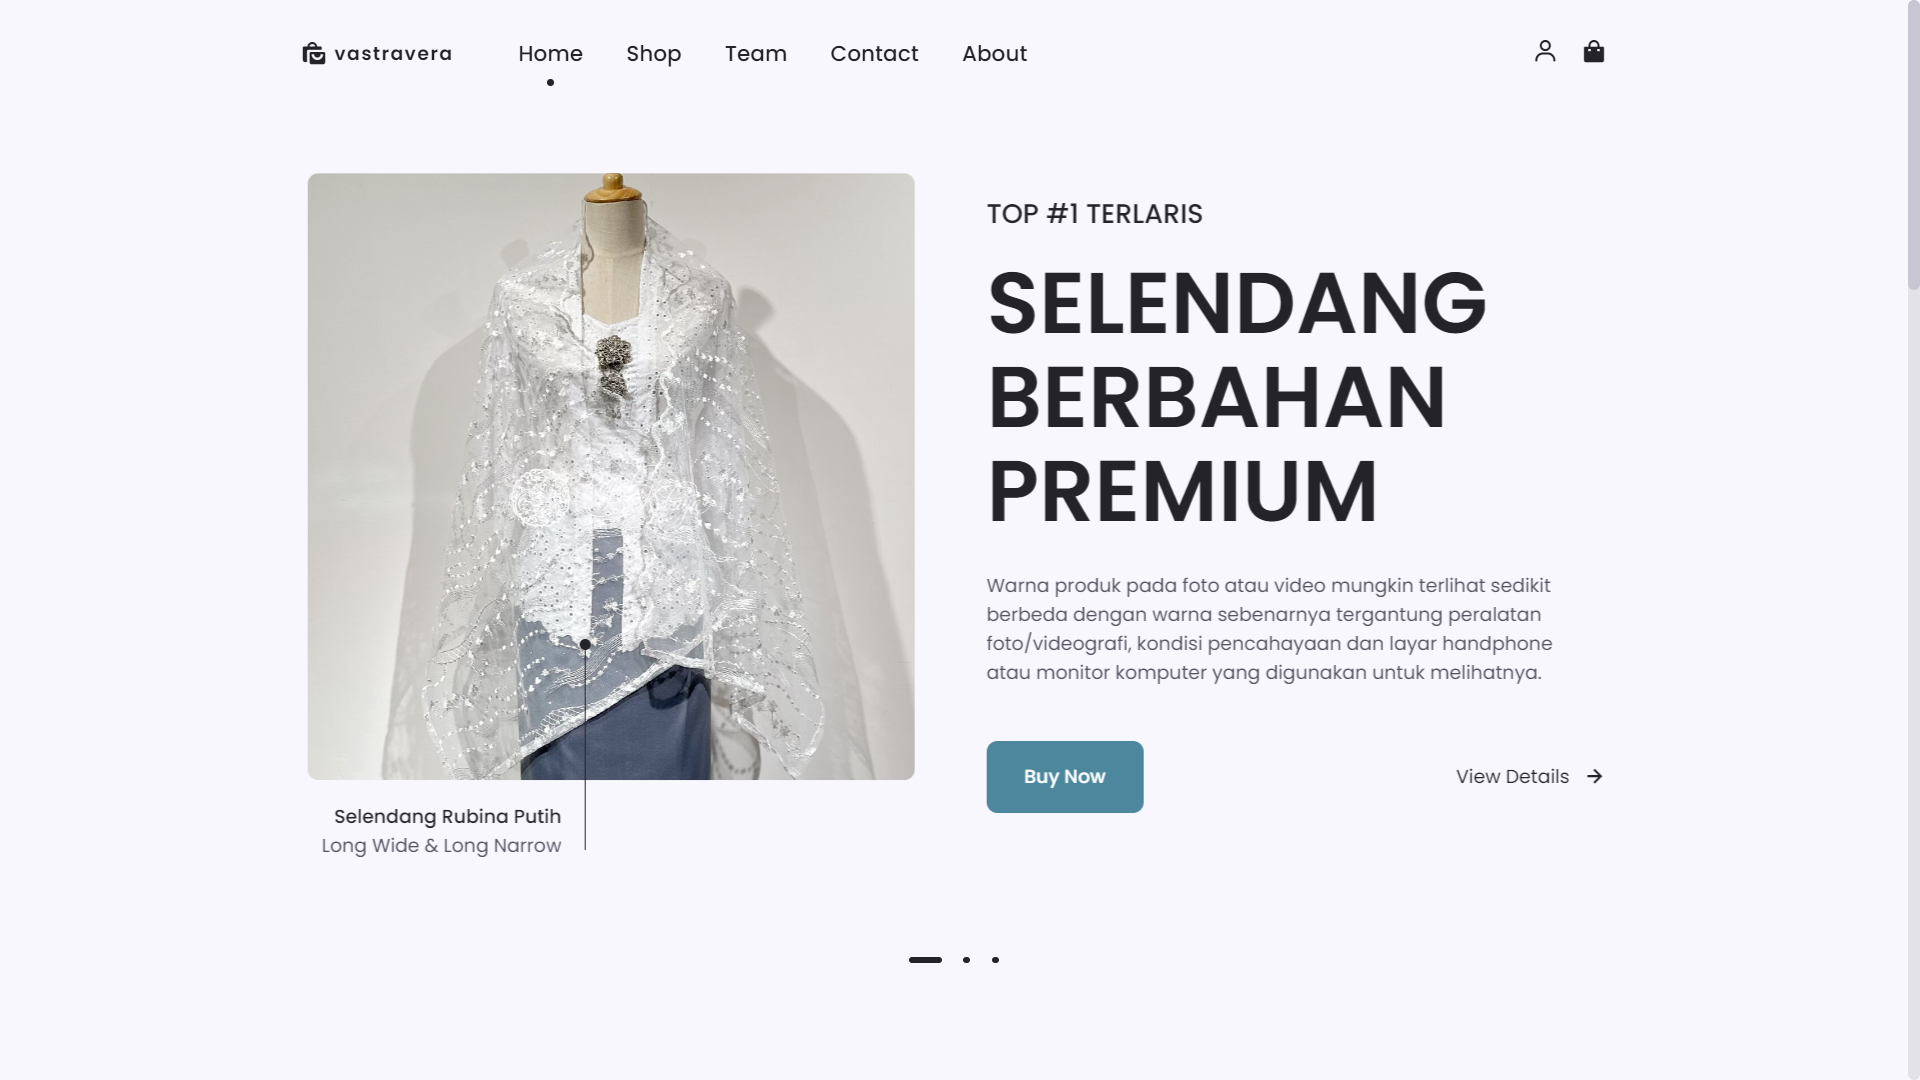 vastravera
Home
Shop
Team
Contact
About
TOP #1 TERLARIS
SELENDANG
BERBAHAN
PREMIUM
Warna produk pada foto atau video mungkin terlihat sedikit
berbeda dengan warna sebenarnya tergantung peralatan
foto/videografi, kondisi pencahayaan dan layar handphone
atau monitor komputer yang digunakan untuk melihatnya.
Buy Now
View Details
Selendang Rubina Putih
Long Wide & Long Narrow